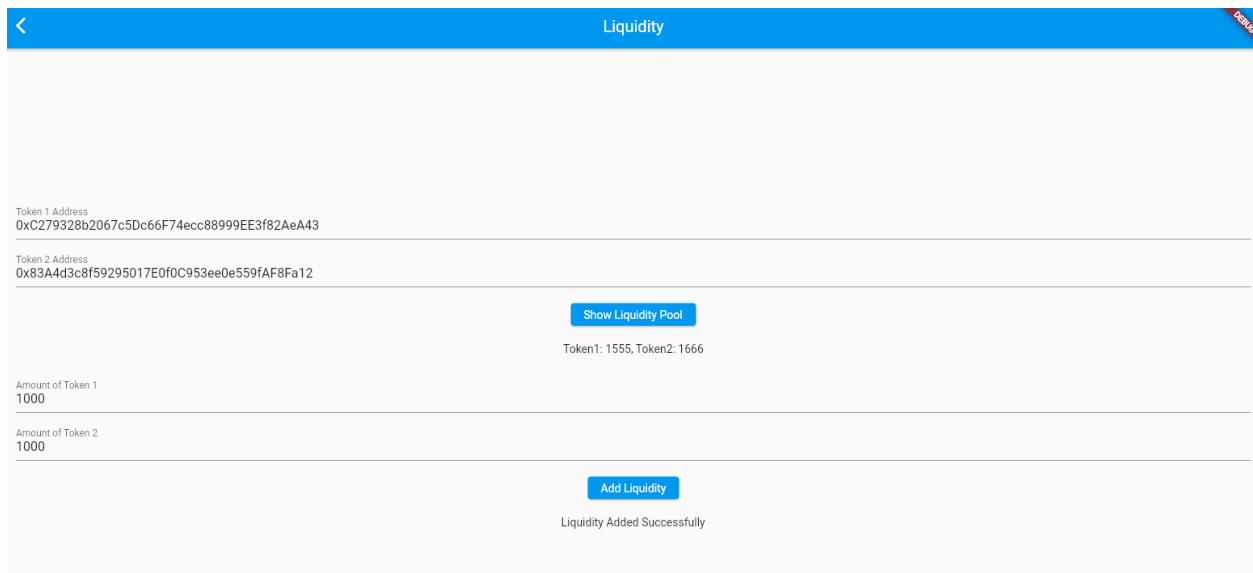 Liquidity
DEBUG
Token 1 Address
0xC279328b2067c5Dc66F74ecc88999EE3f82AeA43
Token 2 Address
0x83A4d3c8f59295017E0f0C953ee0e559fAF8Fa12
Show Liquidity Pool
Token1: 1555, Token2: 1666
Amount of Token 1
1000
Amount of Token 2
1000
Add Liquidity
Liquidity Added Successfully